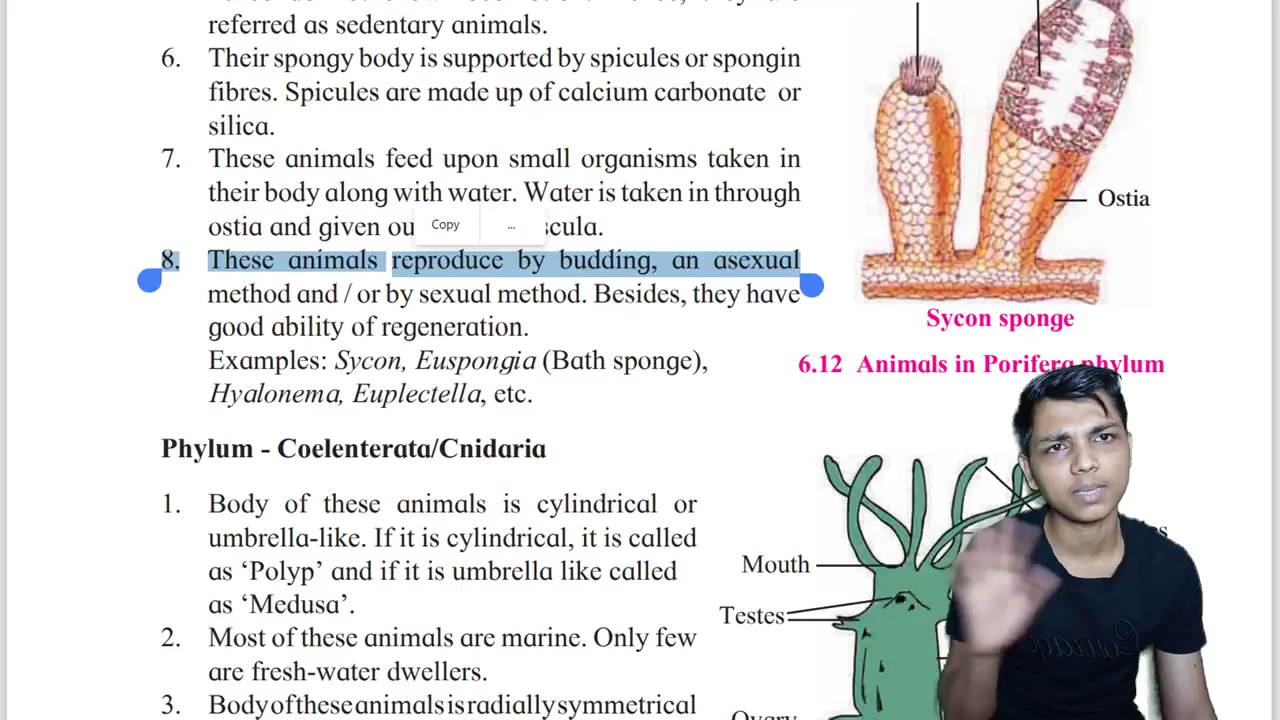 referred as sedentary animals.
6. Their spongy body is supported by spicules or spongin
fibres. Spicules are made up of calcium carbonate or
silica.
7. These animals feed upon small organisms taken in
their body along with water. Water is taken in through
ostia and given scula.
Copy ...
8. These animals reproduce by budding, an asexual
method and / or by sexual method. Besides, they have
good ability of regeneration.
Examples: Sycon, Euspongia (Bath sponge),
Hyalonema, Euplectella, etc.
Ostia
Sycon sponge
6.12 Animals in Porifera phylum
Phylum - Coelenterata/Cnidaria
1. Body of these animals is cylindrical or
umbrella-like. If it is cylindrical, it is called
as ‘Polyp’ and if it is umbrella like called
as ‘Medusa’.
2. Most of these animals are marine. Only few
are fresh-water dwellers.
3. Body of these animals is radially symmetrical
Mouth
Testes
Ovary